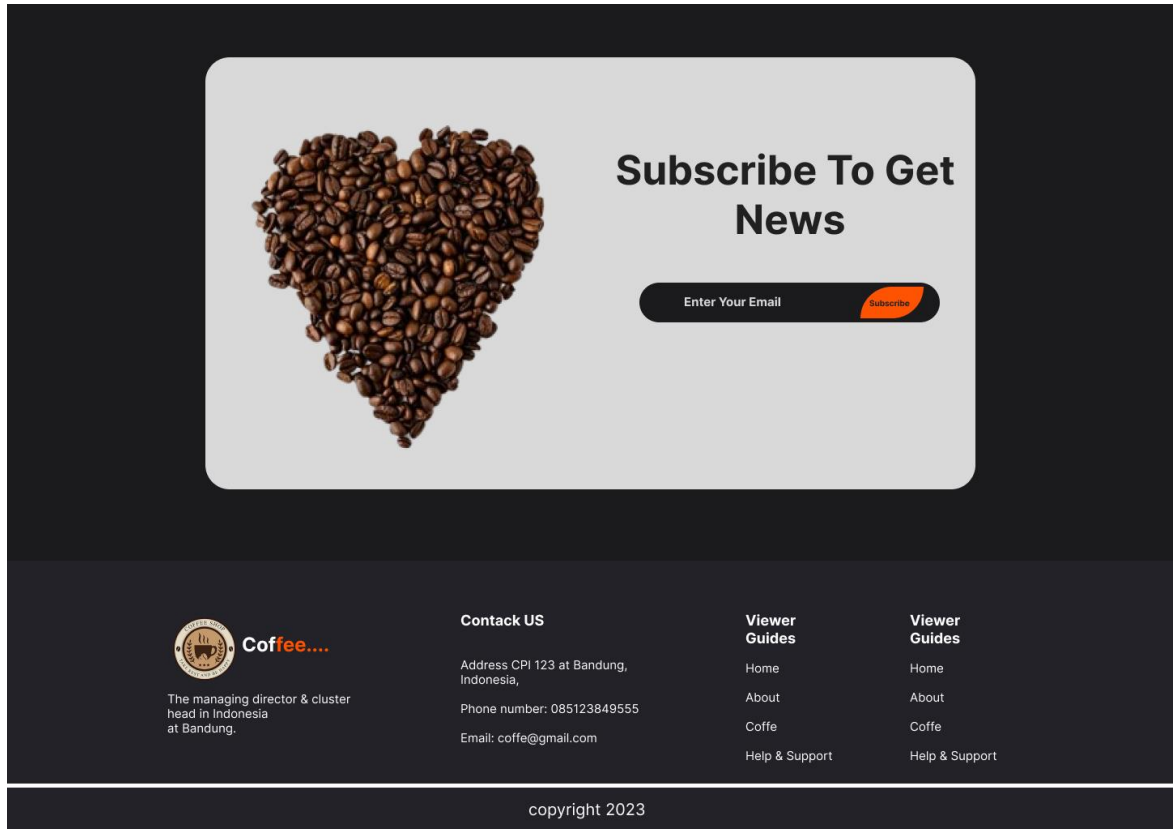 Subscribe To Get
News
Enter Your Email
Subscribe
COFFEE SHOP
Coffee....
The managing director & cluster
head in Indonesia
at Bandung.
Contack US
Address CPI 123 at Bandung,
Indonesia,
Phone number: 085123849555
Email: coffe@gmail.com
Viewer
Guides
Home
About
Coffe
Help & Support
Viewer
Guides
Home
About
Coffe
Help & Support
copyright 2023